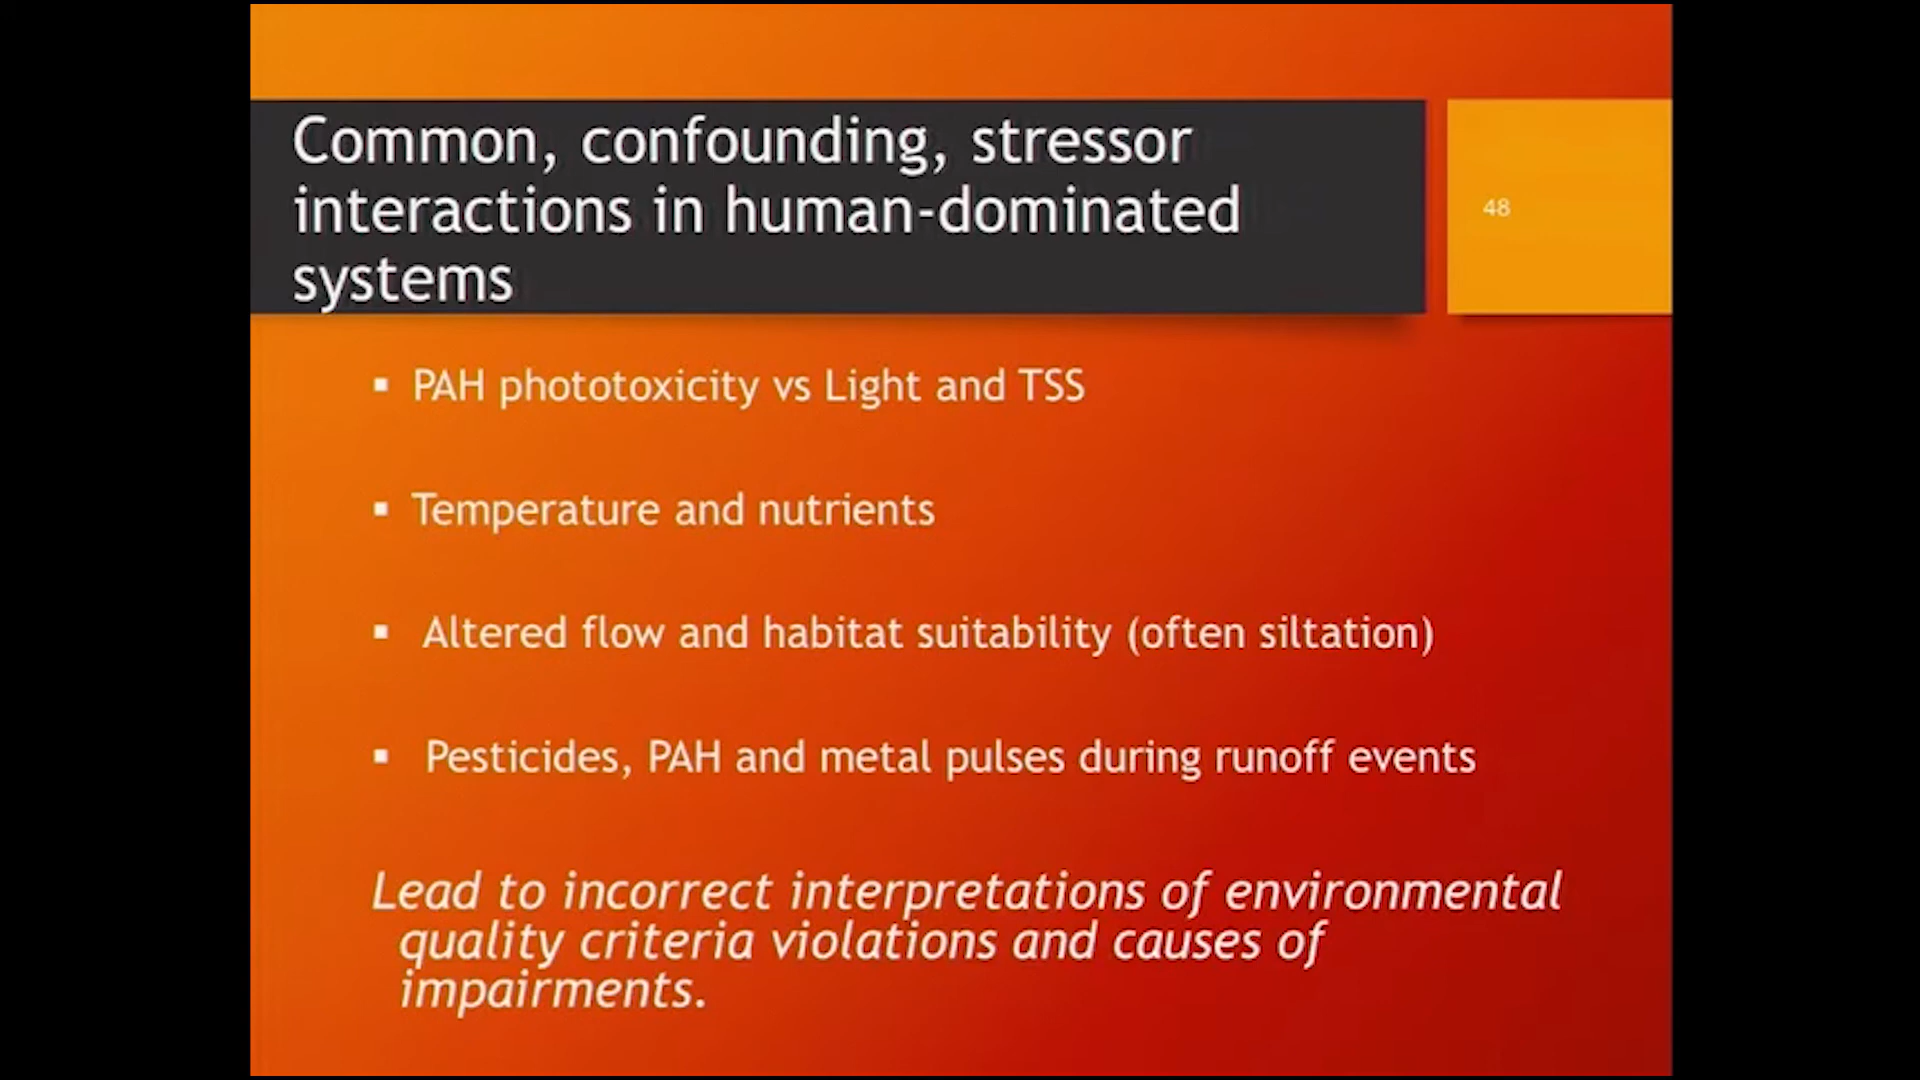 Common, confounding, stressor
interactions in human-dominated
systems
48
▪ PAH phototoxicity vs Light and TSS
▪ Temperature and nutrients
▪ Altered flow and habitat suitability (often siltation)
▪ Pesticides, PAH and metal pulses during runoff events
Lead to incorrect interpretations of environmental
quality criteria violations and causes of
impairments.